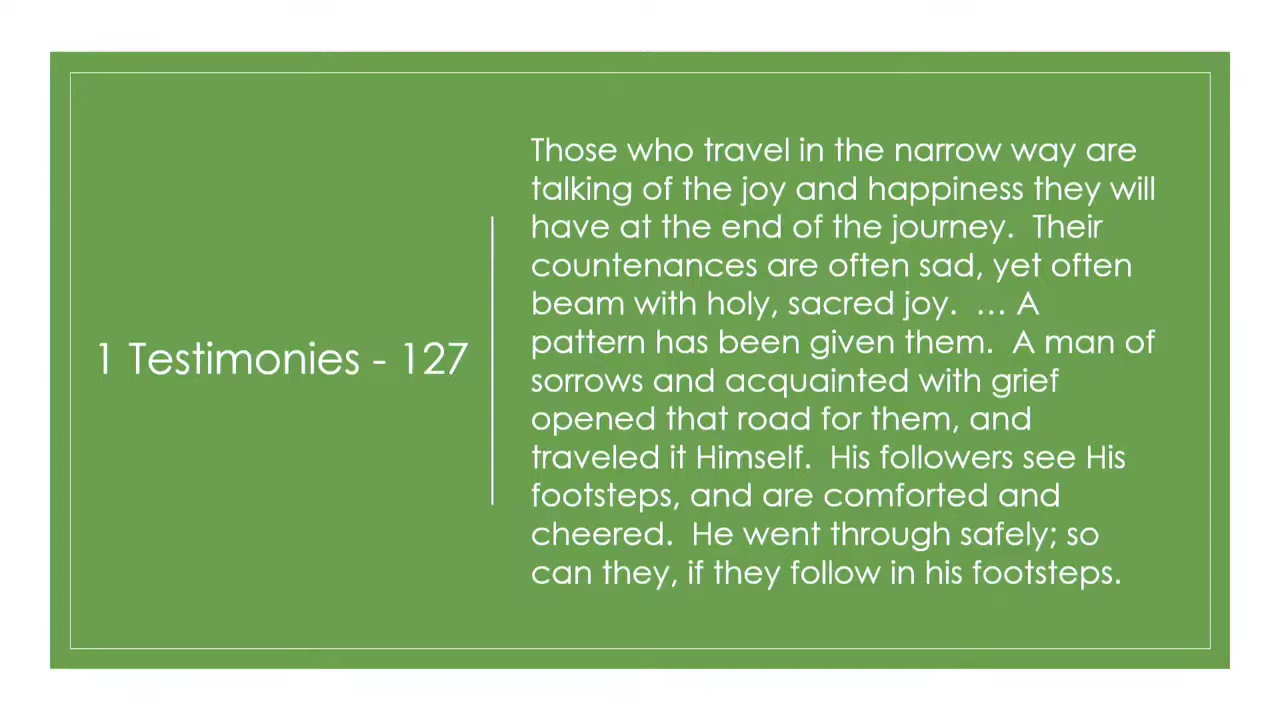 1 Testimonies - 127
Those who travel in the narrow way are
talking of the joy and happiness they will
have at the end of the journey.  Their
countenances are often sad, yet often
beam with holy, sacred joy.  … A
pattern has been given them.  A man of
sorrows and acquainted with grief
opened that road for them, and
traveled it Himself.  His followers see His
footsteps, and are comforted and
cheered.  He went through safely; so
can they, if they follow in his footsteps.